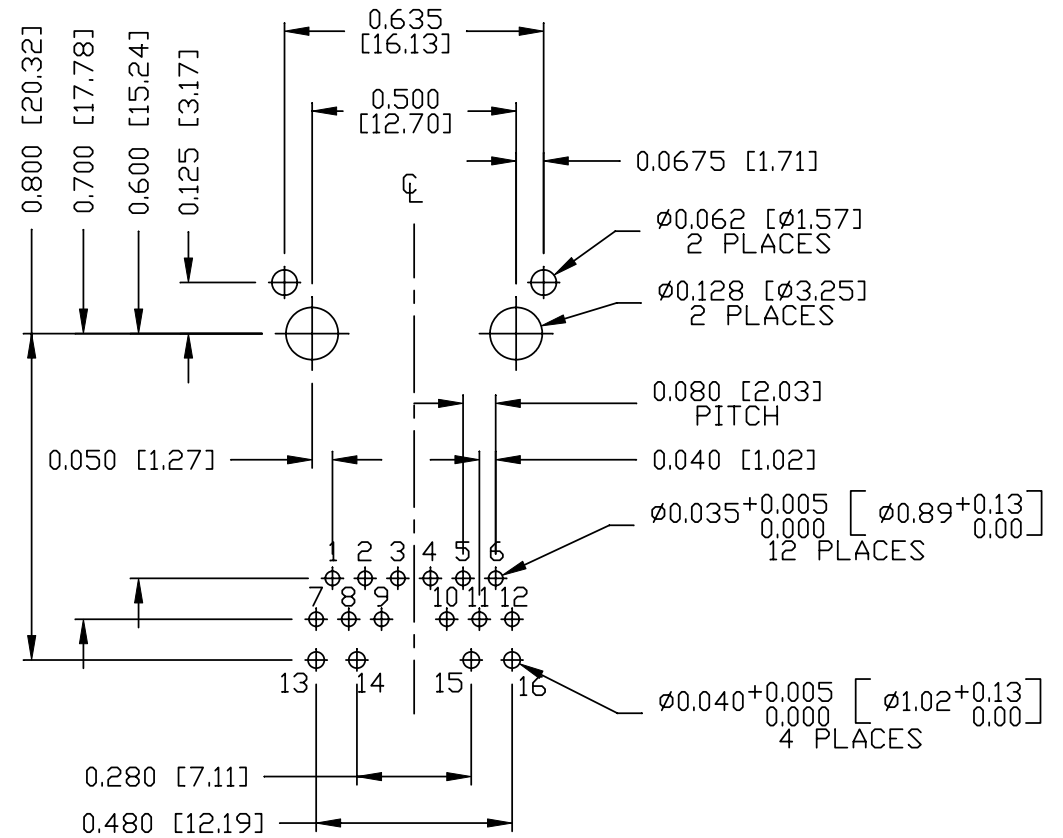 0.635
[16.13]
0.500
[12.70]
0.800 [20.32]
0.700 [17.78]
0.600 [15.24]
0.125 [3.17]
0.0675 [1.71]
℄
Ø0.062 [Ø1.57]
2 PLACES
Ø0.128 [Ø3.25]
2 PLACES
0.080 [2.03]
PITCH
0.050 [1.27]
0.040 [1.02]
Ø0.035+0.005 [Ø0.89+0.13]
0.000 0.00
12 PLACES
1 2 3 4 5 6
7 8 9 10 11 12
13 14 15 16
Ø0.040+0.005 [Ø1.02+0.13]
0.000 0.00
4 PLACES
0.280 [7.11]
0.480 [12.19]